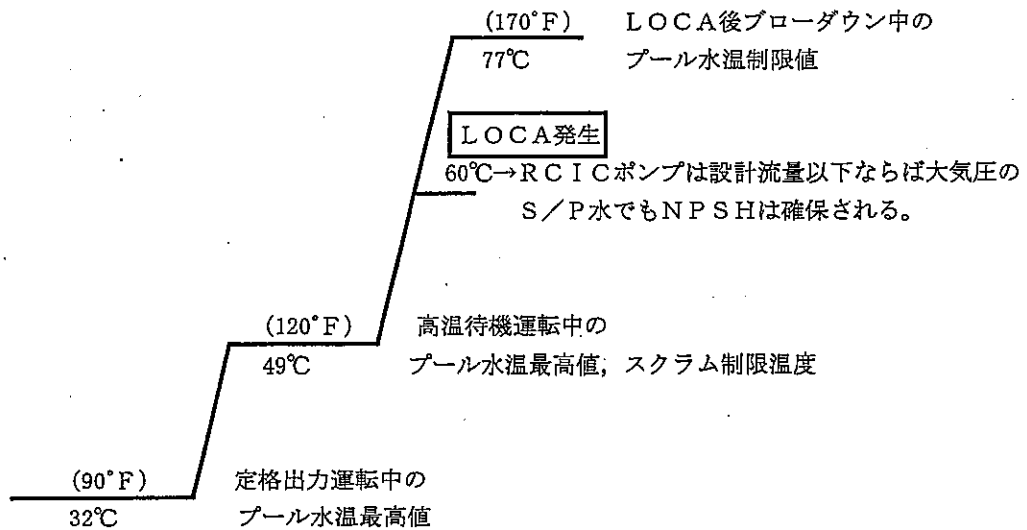 (170°F) LOCA後ブローダウン中の
77℃ プール水温制限値
LOCA発生
60℃→RCICポンプは設計流量以下ならば大気圧の
S/P水でもNPSHは確保される。
(120°F) 高温待機運転中の
49℃ プール水温最高値，スクラム制限温度
(90°F) 定格出力運転中の
32℃ プール水温最高値